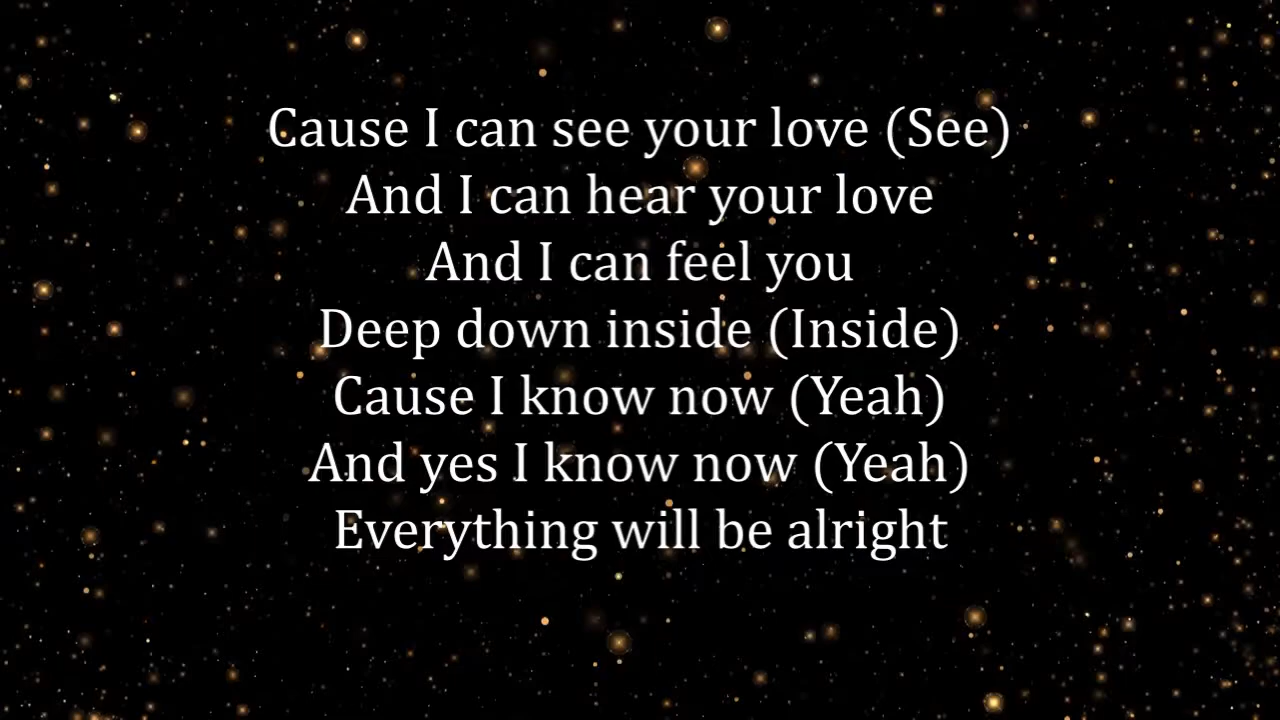 Cause I can see your love (See)
And I can hear your love
And I can feel you
Deep down inside (Inside)
Cause I know now (Yeah)
And yes I know now (Yeah)
Everything will be alright